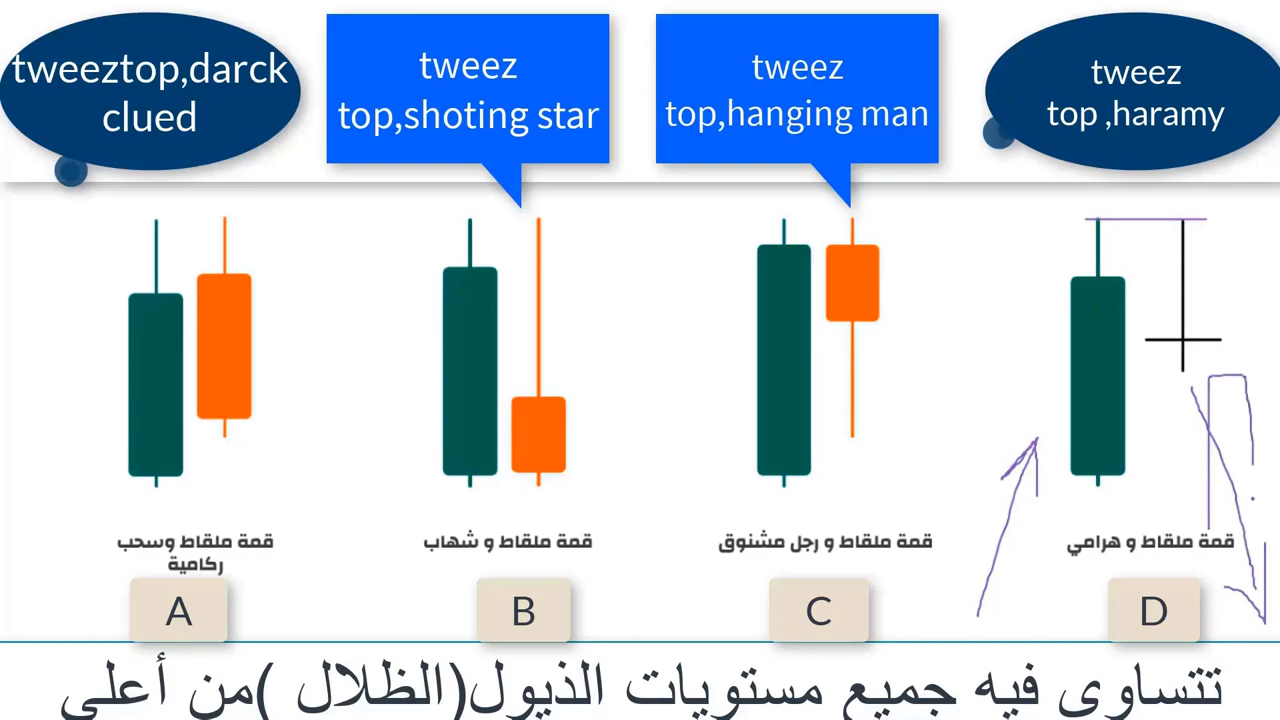 tweeztop,darck
clued
tweez
top,shoting star
tweez
top,hanging man
tweez
top ,haramy
قمة ملقاط وسحب
ركامية
قمة ملقاط و شهاب
قمة ملقاط و رجل مشنوق
قمة ملقاط و هرامي
A
B
C
D
تتساوى فيه جميع مستويات الذيول(الظلال )من أعلى